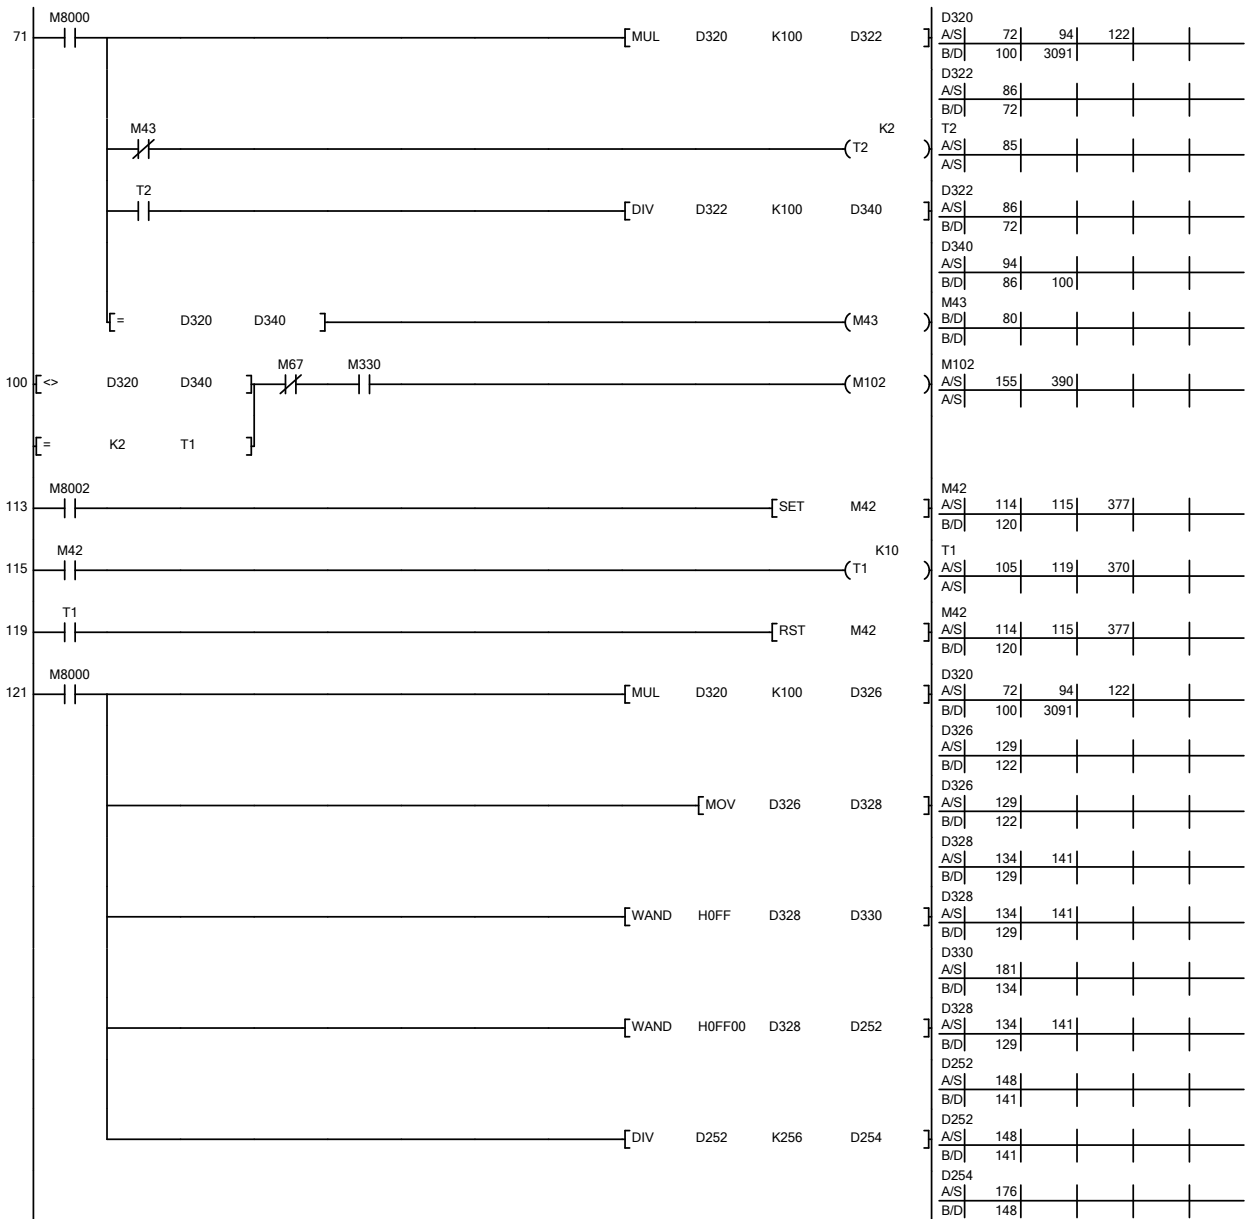 M8000
D320
71 MUL D320 K100 D322 A/S 72 94 122
B/D 100 3091
D322
A/S 86
B/D 72
M43 K2 T2
T2 A/S 85
A/S
T2 D322
DIV D322 K100 D340 A/S 86
B/D 72
D340
A/S 94
B/D 86 100
M43
= D320 D340 M43 B/D 80
B/D
M67 M330 M102
100 <> D320 D340 M102 A/S 155 390
A/S
= K2 T1
M8002 M42
113 SET M42 A/S 114 115 377
B/D 120
M42 K10 T1
115 T1 A/S 105 119 370
A/S
T1 M42
119 RST M42 A/S 114 115 377
B/D 120
M8000 D320
121 MUL D320 K100 D326 A/S 72 94 122
B/D 100 3091
D326
A/S 129
B/D 122
D326
MOV D326 D328 A/S 129
B/D 122
D328
A/S 134 141
B/D 129
D328
WAND H0FF D328 D330 A/S 134 141
B/D 129
D330
A/S 181
B/D 134
D328
WAND H0FF00 D328 D252 A/S 134 141
B/D 129
D252
A/S 148
B/D 141
D252
DIV D252 K256 D254 A/S 148
B/D 141
D254
A/S 176
B/D 148